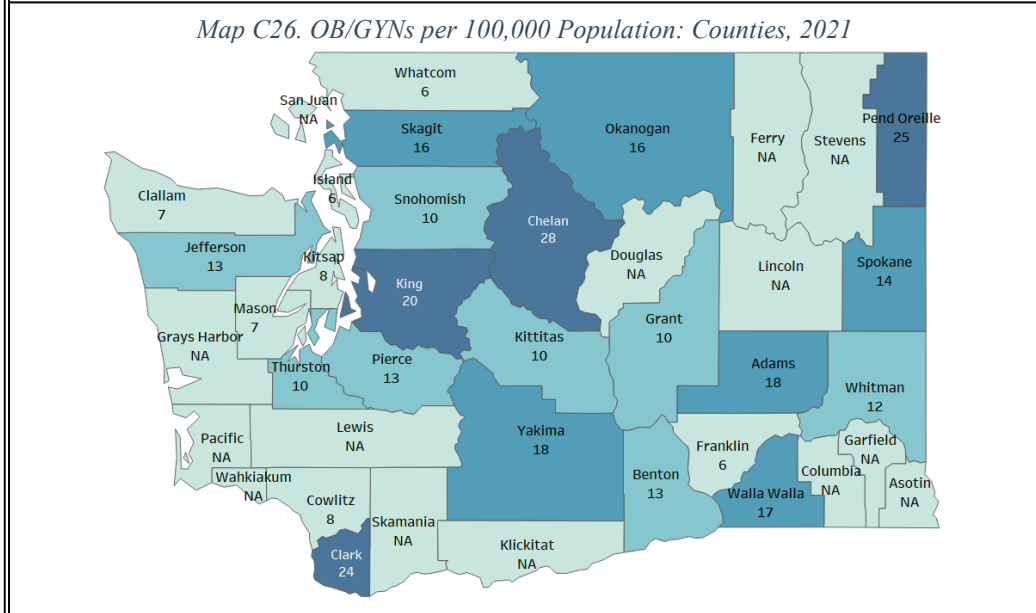 Map C26. OB/GYNs per 100,000 Population: Counties, 2021
Whatcom
6
San Juan
NA
Skagit
16
Okanogan
16
Ferry
NA
Stevens
NA
Pend Oreille
25
Island
6
Clallam
7
Snohomish
10
Chelan
28
Jefferson
13
Kitsap
8
King
20
Douglas
NA
Lincoln
NA
Spokane
14
Mason
7
Grays Harbor
NA
Grant
10
Kittitas
10
Thurston
10
Pierce
13
Adams
18
Whitman
12
Pacific
NA
Lewis
NA
Yakima
18
Franklin
6
Garfield
NA
Wahkiakum
NA
Cowlitz
8
Skamania
NA
Benton
13
Walla Walla
17
Columbia
NA
Asotin
NA
Clark
24
Klickitat
NA